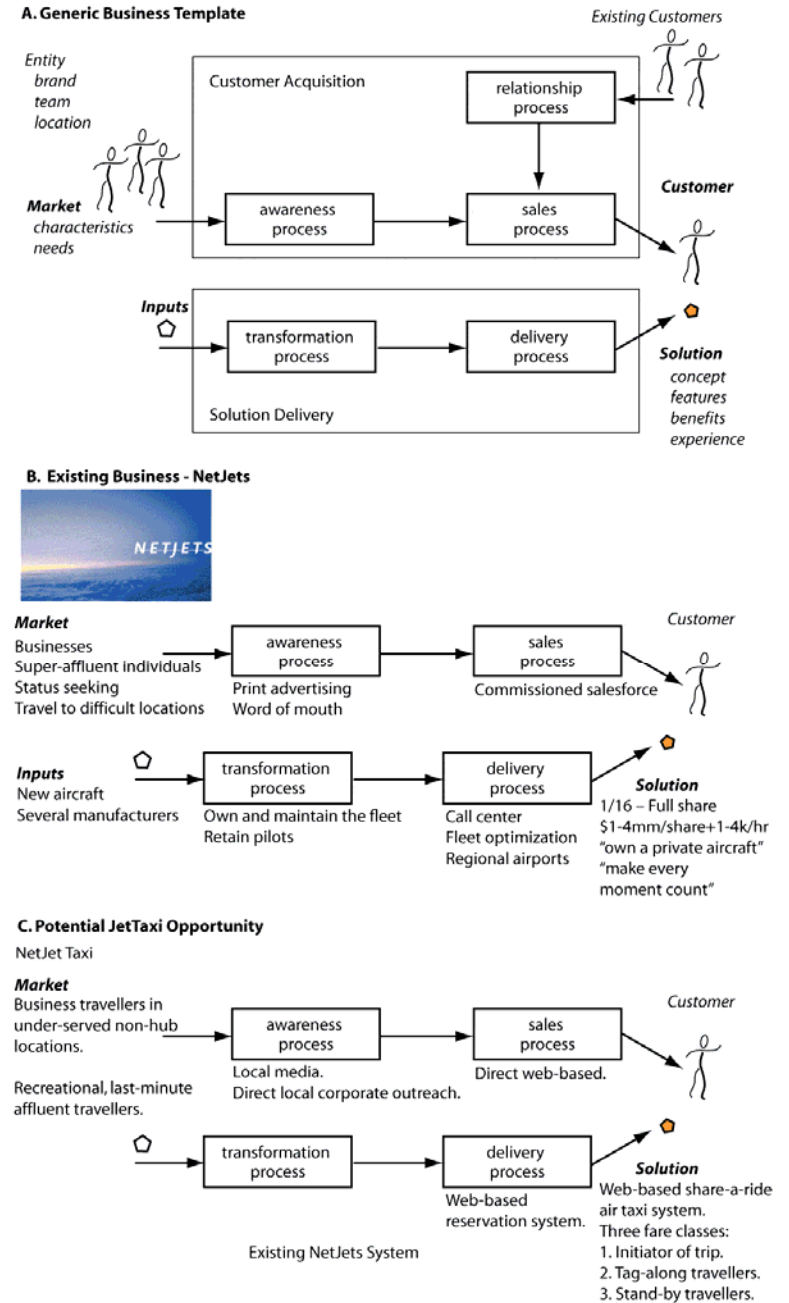 A. Generic Business Template
Existing Customers
Entity
brand
team
location
Customer Acquisition
relationship
process
Market
characteristics
needs
awareness
process
sales
process
Customer
Inputs
transformation
process
delivery
process
Solution
concept
features
benefits
experience
Solution Delivery
B. Existing Business - NetJets
NETJETS
Market
Businesses
Super-affluent individuals
Status seeking
Travel to difficult locations
awareness
process
Print advertising
Word of mouth
sales
process
Commissioned salesforce
Customer
Inputs
New aircraft
Several manufacturers
transformation
process
Own and maintain the fleet
Retain pilots
delivery
process
Call center
Fleet optimization
Regional airports
Solution
1/16 – Full share
$1-4mm/share+1-4k/hr
"own a private aircraft"
"make every
moment count"
C. Potential JetTaxi Opportunity
NetJet Taxi
Market
Business travellers in
under-served non-hub
locations.
Recreational, last-minute
affluent travellers.
awareness
process
Local media.
Direct local corporate outreach.
sales
process
Direct web-based.
Customer
transformation
process
delivery
process
Web-based
reservation system.
Existing NetJets System
Solution
Web-based share-a-ride
air taxi system.
Three fare classes:
1. Initiator of trip.
2. Tag-along travellers.
3. Stand-by travellers.